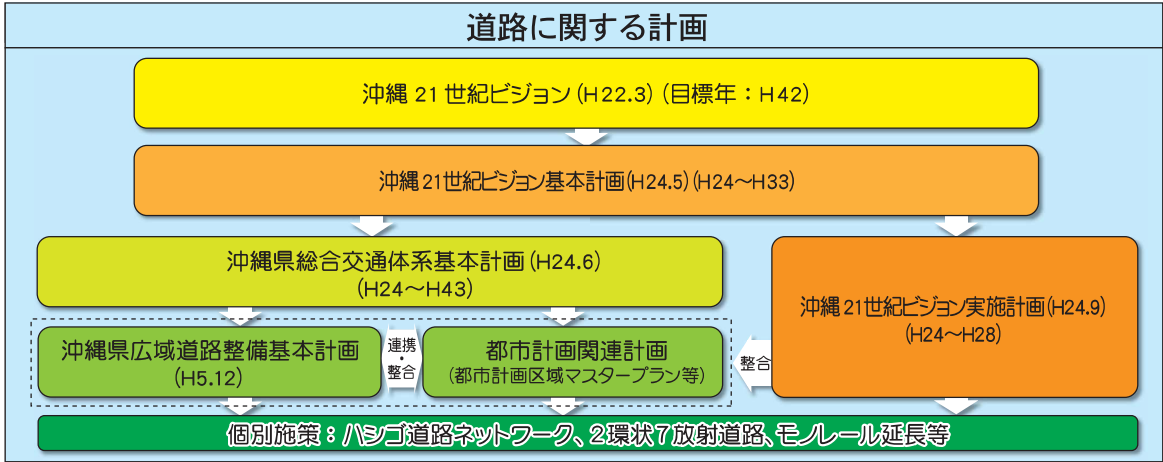 道路に関する計画
沖縄 21 世紀ビジョン (H22.3) (目標年：H42)
沖縄21世紀ビジョン基本計画(H24.5) (H24～H33)
沖縄県総合交通体系基本計画 (H24.6)
(H24～H43)
沖縄21世紀ビジョン実施計画(H24.9)
(H24～H28)
沖縄県広域道路整備基本計画
(H5.12)
連携
・
整合
都市計画関連計画
(都市計画区域マスタープラン等)
整合
個別施策：ハシゴ道路ネットワーク、2環状7放射道路、モノレール延長等